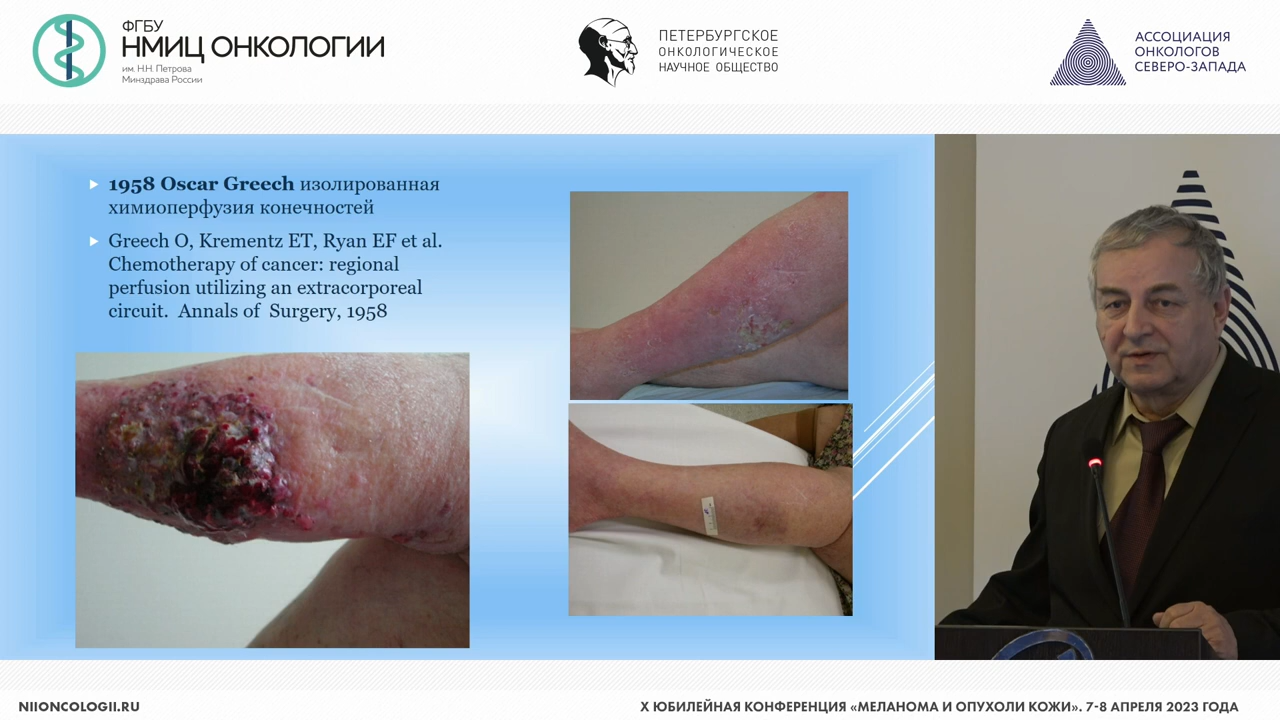 ФГБУ
НМИЦ ОНКОЛОГИИ
им. Н.Н. Петрова
Минздрава России
ПЕТЕРБУРГСКОЕ
ОНКОЛОГИЧЕСКОЕ
НАУЧНОЕ ОБЩЕСТВО
АССОЦИАЦИЯ
ОНКОЛОГОВ
СЕВЕРО-ЗАПАДА
1958 Oscar Greech изолированная
химиоперфузия конечностей
Greech O, Krementz ET, Ryan EF et al.
Chemotherapy of cancer: regional
perfusion utilizing an extracorporeal
circuit. Annals of Surgery, 1958
NIIONCOLOGII.RU
X ЮБИЛЕЙНАЯ КОНФЕРЕНЦИЯ «МЕЛАНОМА И ОПУХОЛИ КОЖИ». 7-8 АПРЕЛЯ 2023 ГОДА